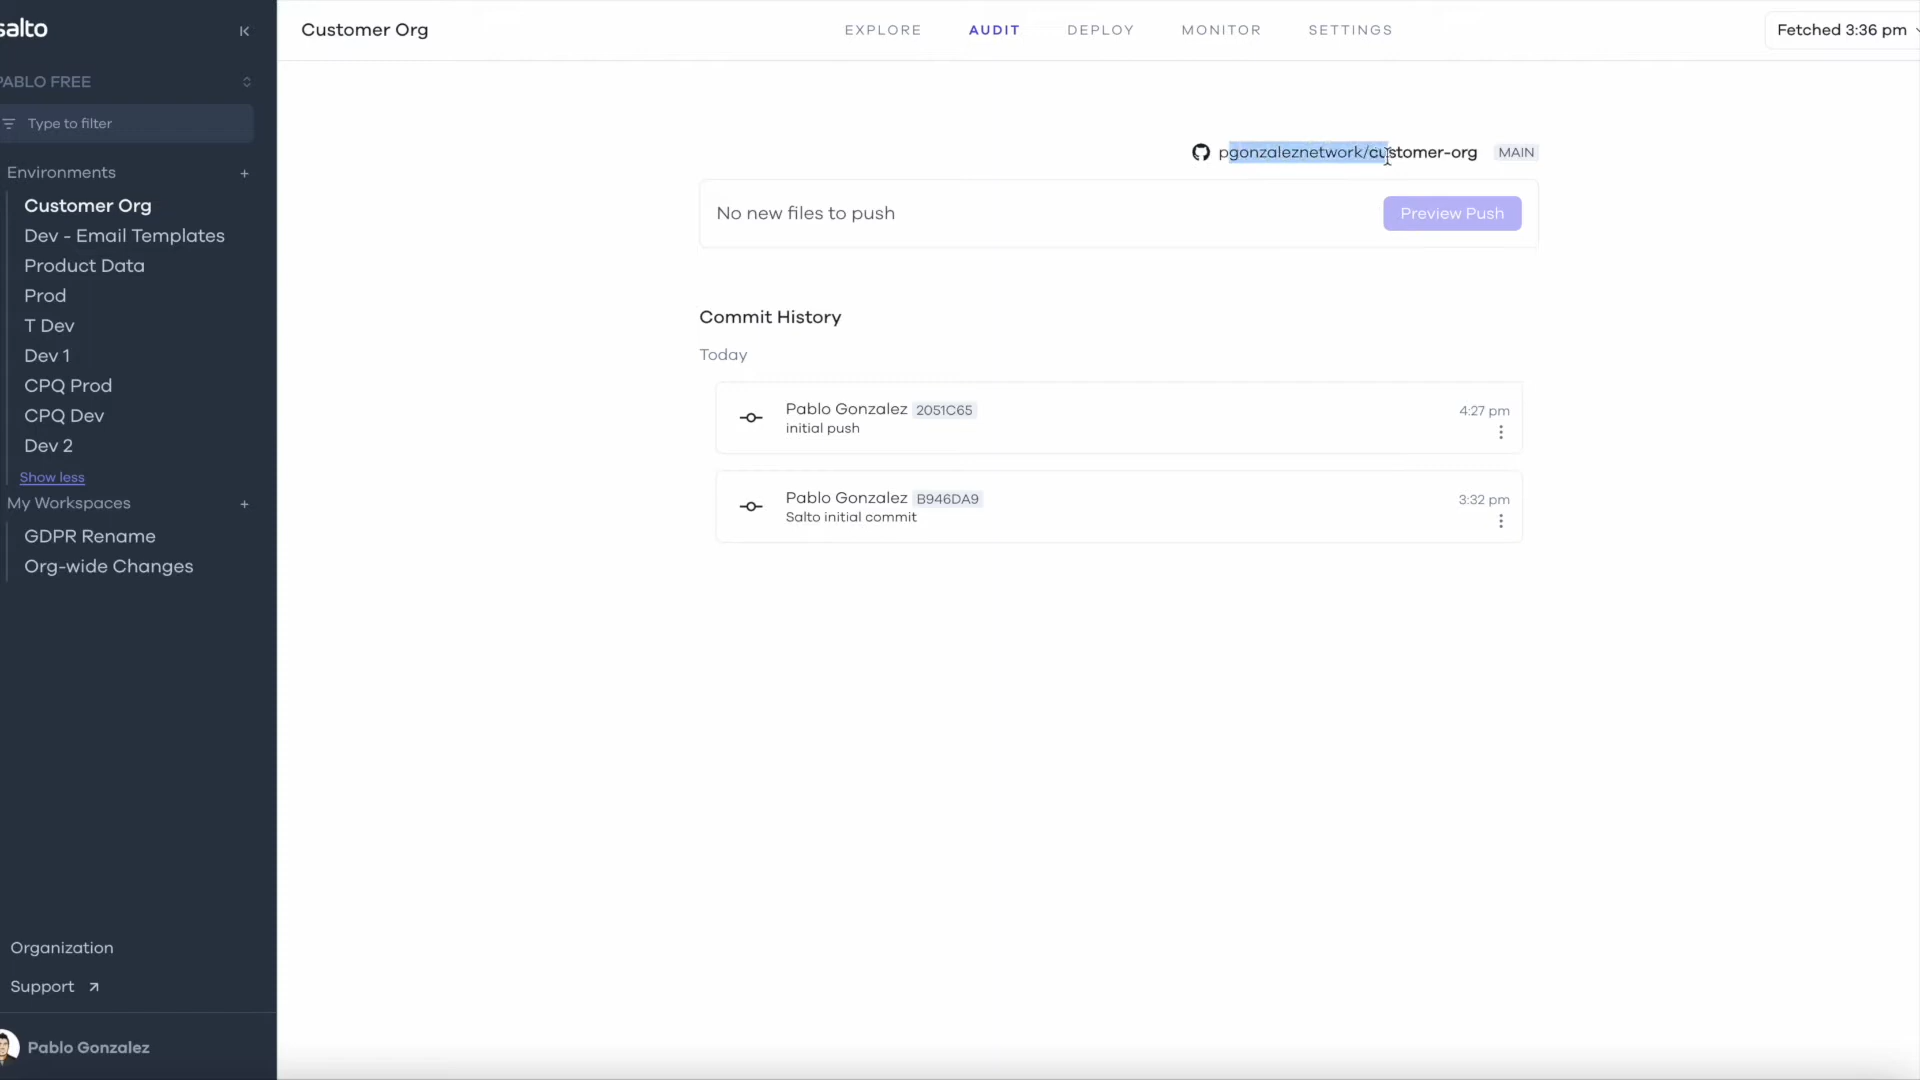 salto
PABLO FREE
Type to filter
Environments
Customer Org
Dev - Email Templates
Product Data
Prod
T Dev
Dev 1
CPQ Prod
CPQ Dev
Dev 2
Show less
My Workspaces
GDPR Rename
Org-wide Changes
Organization
Support
Pablo Gonzalez
Customer Org
EXPLORE AUDIT DEPLOY MONITOR SETTINGS
Fetched 3:36 pm
pgonzaleznetwork/customer-org MAIN
No new files to push Preview Push
Commit History
Today
Pablo Gonzalez 2051C65 4:27 pm
initial push
Pablo Gonzalez B946DA9 3:32 pm
Salto initial commit